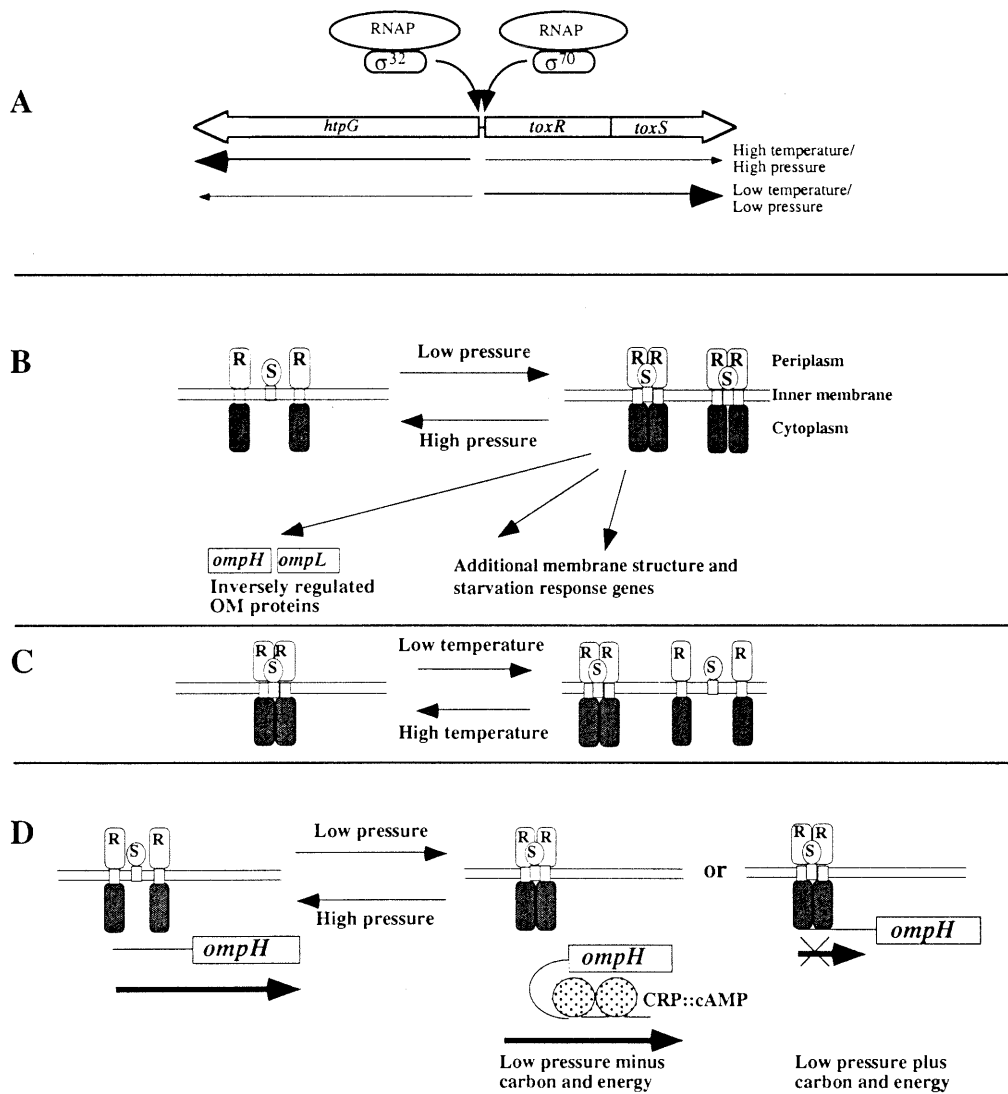 RNAP RNAP
σ32 σ70
A
htpG toxR toxS
High temperature/
High pressure
Low temperature/
Low pressure
B
R S R
Low pressure
High pressure
R R S
R R S
Periplasm
Inner membrane
Cytoplasm
ompH ompL
Inversely regulated
OM proteins
Additional membrane structure and
starvation response genes
C
R R S
Low temperature
High temperature
R R S
R S R
D
R S R
Low pressure
High pressure
R R S
or
R R S
ompH
ompH
CRP::cAMP
ompH
Low pressure minus
carbon and energy
Low pressure plus
carbon and energy